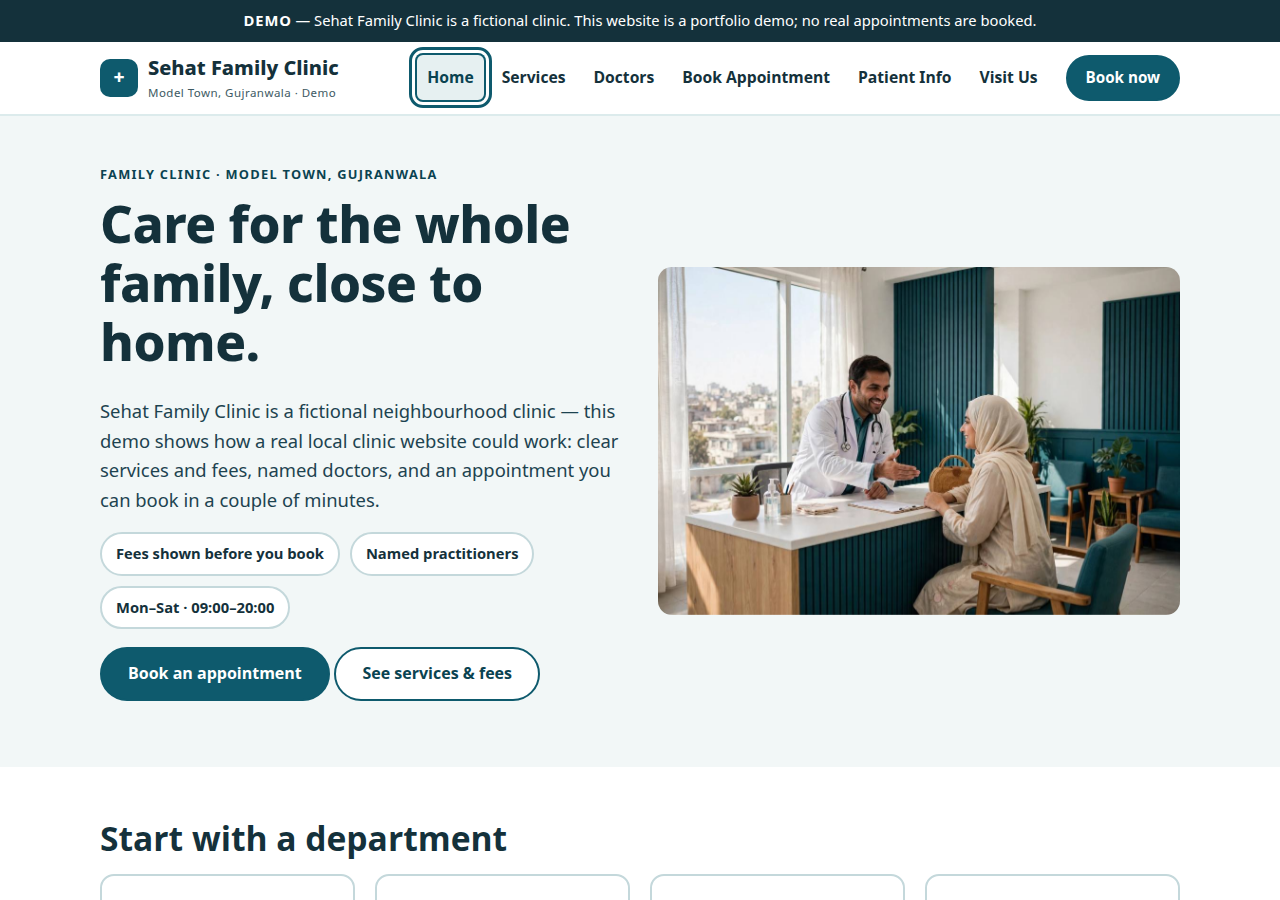 DEMO — Sehat Family Clinic is a fictional clinic. This website is a portfolio demo; no real appointments are booked.
+
Sehat Family Clinic
Model Town, Gujranwala · Demo
Home
Services
Doctors
Book Appointment
Patient Info
Visit Us
Book now
FAMILY CLINIC · MODEL TOWN, GUJRANWALA
Care for the whole
family, close to
home.
Sehat Family Clinic is a fictional neighbourhood clinic — this
demo shows how a real local clinic website could work: clear
services and fees, named doctors, and an appointment you
can book in a couple of minutes.
Fees shown before you book
Named practitioners
Mon–Sat · 09:00–20:00
Book an appointment
See services & fees
Start with a department